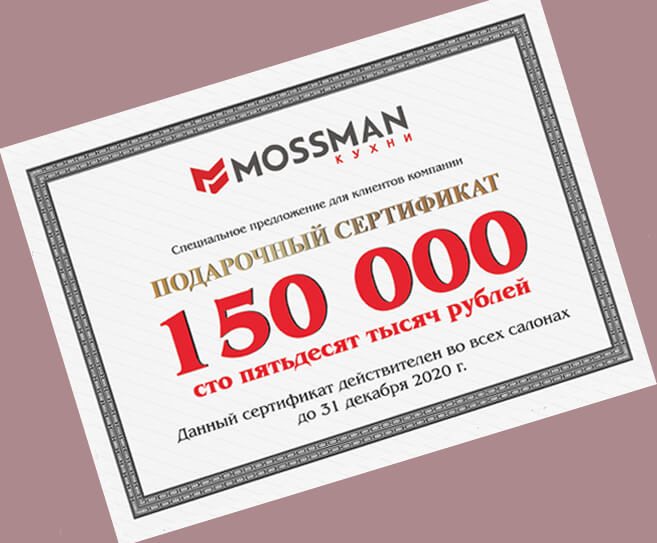 MOSSMAN
КУХНИ
Специальное предложение для клиентов компании
ПОДАРОЧНЫЙ СЕРТИФИКАТ
150 000
сто пятьдесят тысяч рублей
Данный сертификат действителен во всех салонах
до 31 декабря 2020 г.